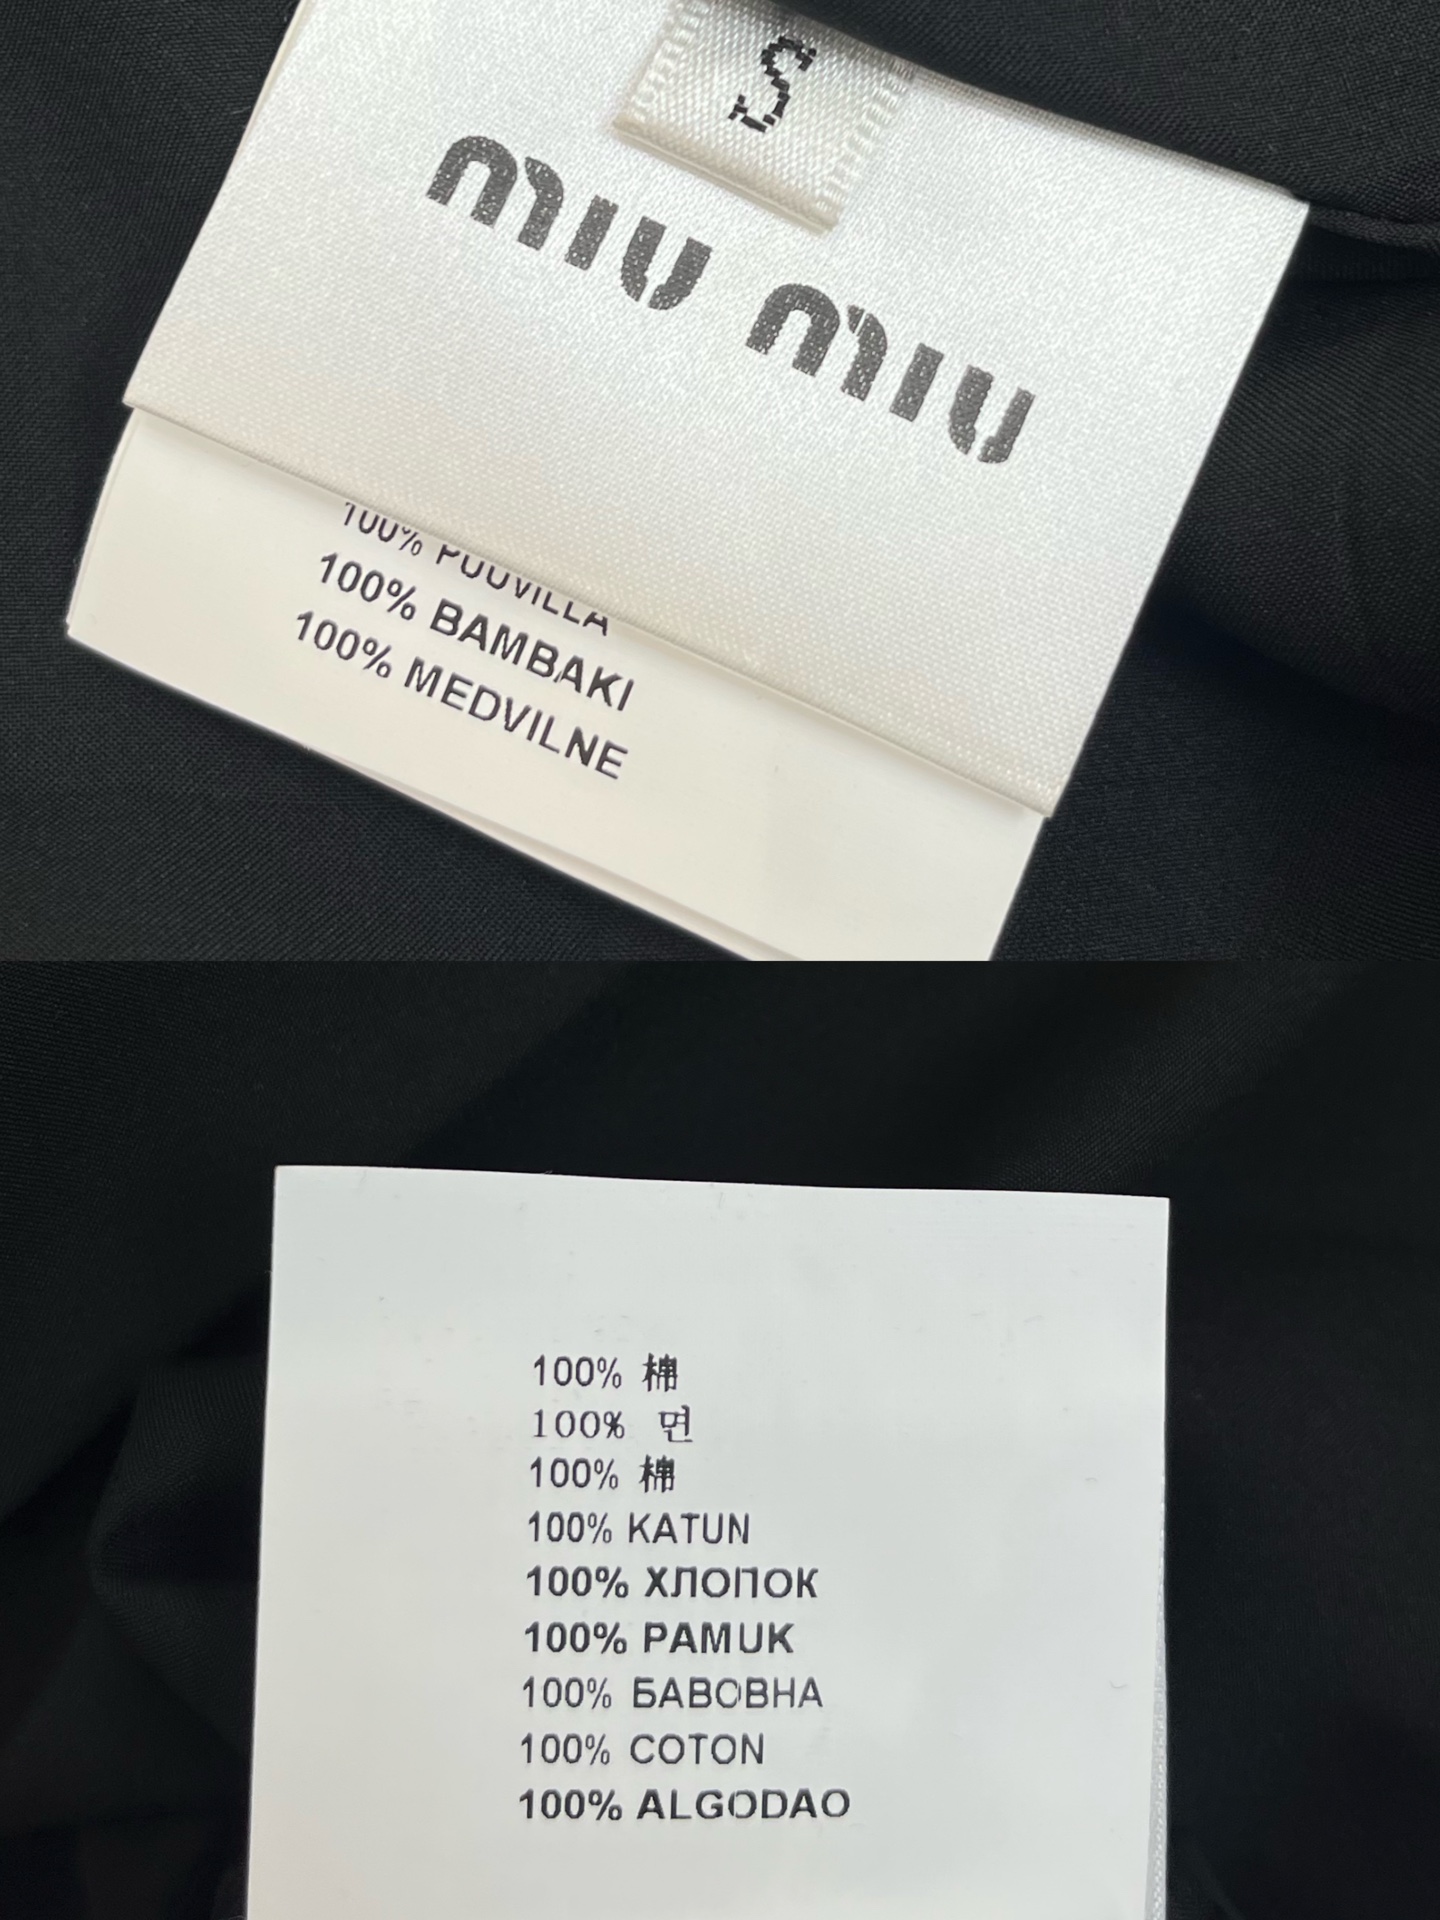 S
miu miu
100% PUUVILLA
100% BAMBAKI
100% MEDVILNE
100% 棉
100% 면
100% 棉
100% KATUN
100% ХЛОПОК
100% PAMUK
100% БАВОВНА
100% COTON
100% ALGODAO